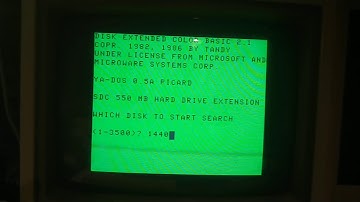 DISK EXTENDED COLOR BASIC 2.1
COPR. 1982, 1986 BY TANDY
UNDER LICENSE FROM MICROSOFT AND
MICROWARE SYSTEMS CORP.
YA-DOS 0.5A PICARD
SDC 550 MB HARD DRIVE EXTENSION
WHICH DISK TO START SEARCH
(1-3580)? 1440